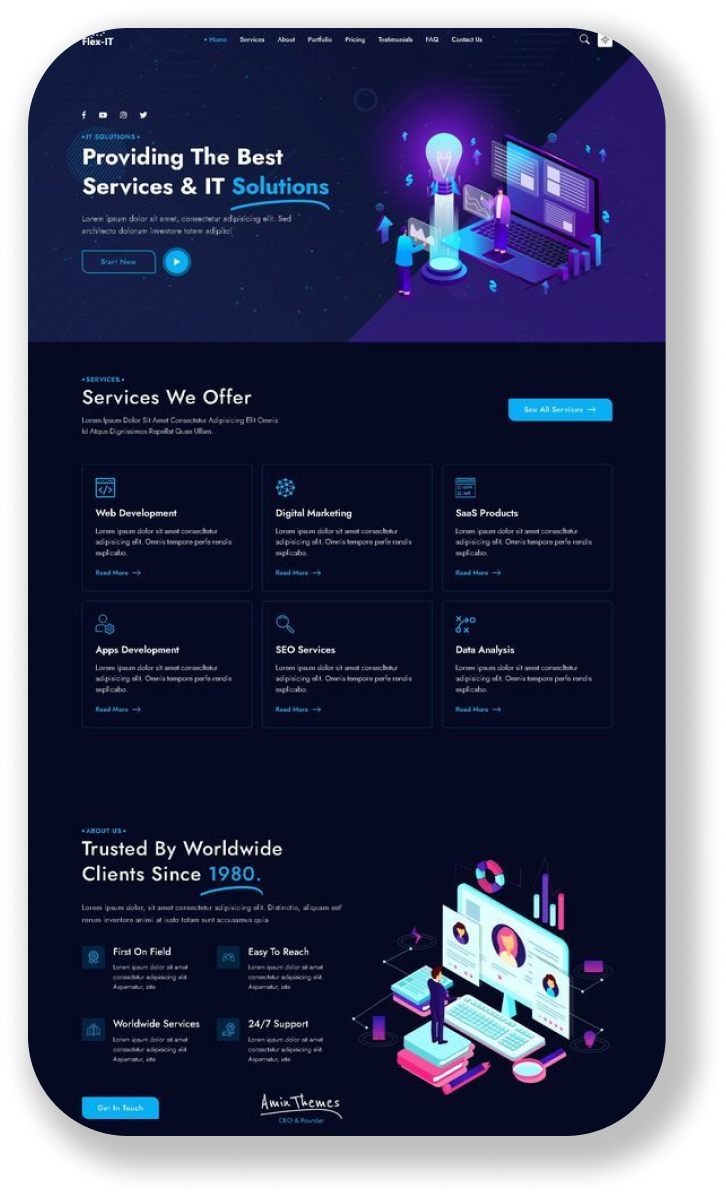 Flex-IT
Home Services About Portfolio Pricing Testimonials FAQ Contact Us
IT SOLUTIONS
Providing The Best
Services & IT Solutions
Lorem ipsum dolor sit amet, consectetur adipisicing elit. Sed
architecto dolorum inventore totam adipisci
Start Now
SERVICES
Services We Offer
See All Services
Lorem Ipsum Dolor Sit Amet Consectetur Adipisicing Elit Omnis
Id Atque Dignissimos Repellat Quae Ullam.
Web Development
Lorem ipsum dolor sit amet consectetur
adipisicing elit. Omnis tempore perfe rendis
explicabo.
Read More
Digital Marketing
Lorem ipsum dolor sit amet consectetur
adipisicing elit. Omnis tempore perfe rendis
explicabo.
Read More
SaaS Products
Lorem ipsum dolor sit amet consectetur
adipisicing elit. Omnis tempore perfe rendis
explicabo.
Read More
Apps Development
Lorem ipsum dolor sit amet consectetur
adipisicing elit. Omnis tempore perfe rendis
explicabo.
Read More
SEO Services
Lorem ipsum dolor sit amet consectetur
adipisicing elit. Omnis tempore perfe rendis
explicabo.
Read More
Data Analysis
Lorem ipsum dolor sit amet consectetur
adipisicing elit. Omnis tempore perfe rendis
explicabo.
Read More
ABOUT US
Trusted By Worldwide
Clients Since 1980.
Lorem ipsum dolor, sit amet consectetur adipisicing elit. Distinctio, aliquam est!
rerum inventore animi at iusto totam sunt accusamus quia
First On Field
Lorem ipsum dolor sit amet
consectetur adipisicing elit.
Aspernatur, iste
Easy To Reach
Lorem ipsum dolor sit amet
consectetur adipisicing elit.
Aspernatur, iste
Worldwide Services
Lorem ipsum dolor sit amet
consectetur adipisicing elit.
Aspernatur, iste
24/7 Support
Lorem ipsum dolor sit amet
consectetur adipisicing elit.
Aspernatur, iste
Get In Touch
Amin Themes
CEO & Founder